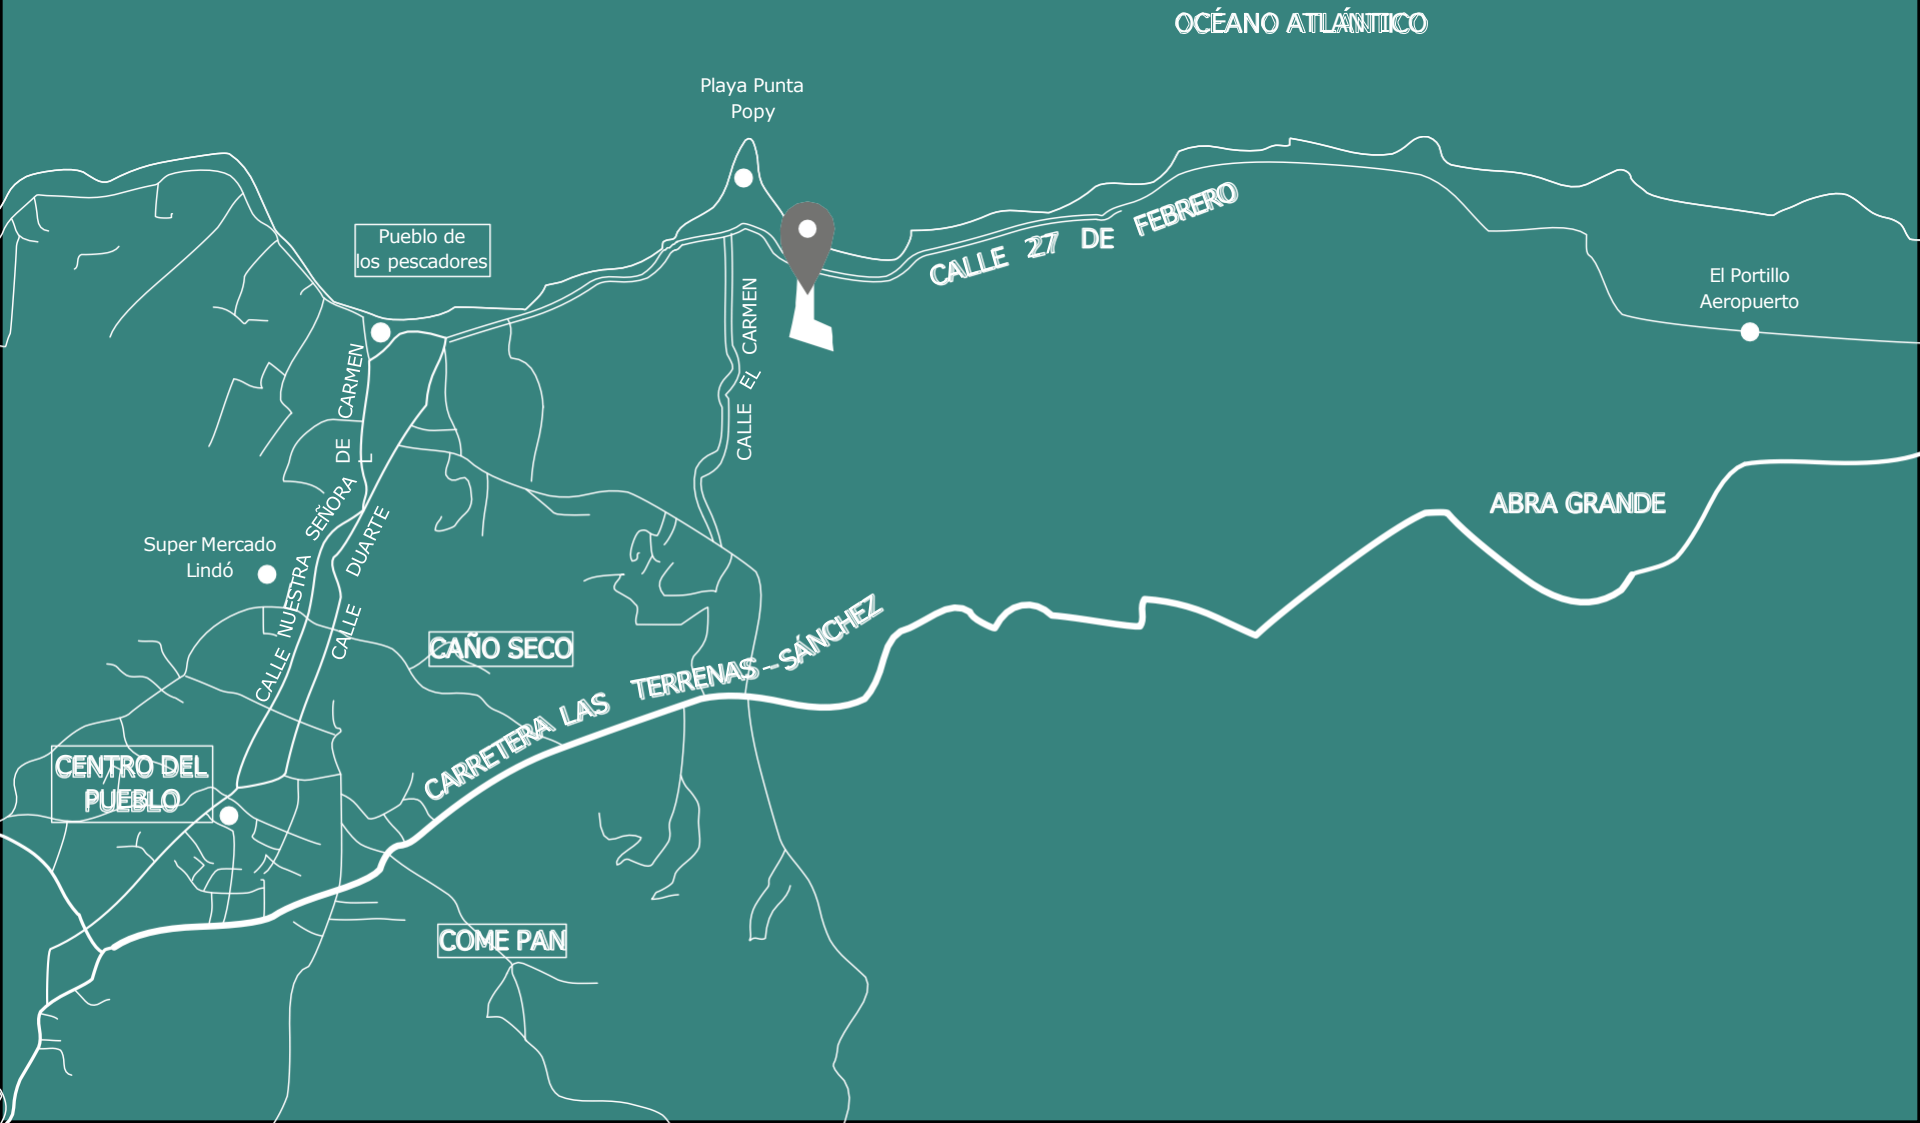 OCÉANO ATLÁNTICO
Playa Punta
Popy
CALLE 27 DE FEBRERO
Pueblo de
los pescadores
El Portillo
Aeropuerto
CALLE EL CARMEN
CALLE NUESTRA SEÑORA DE L CARMEN
CALLE DUARTE
ABRA GRANDE
Super Mercado
Lindó
CAÑO SECO
CARRETERA LAS TERRENAS - SÁNCHEZ
CENTRO DEL
PUEBLO
COME PAN